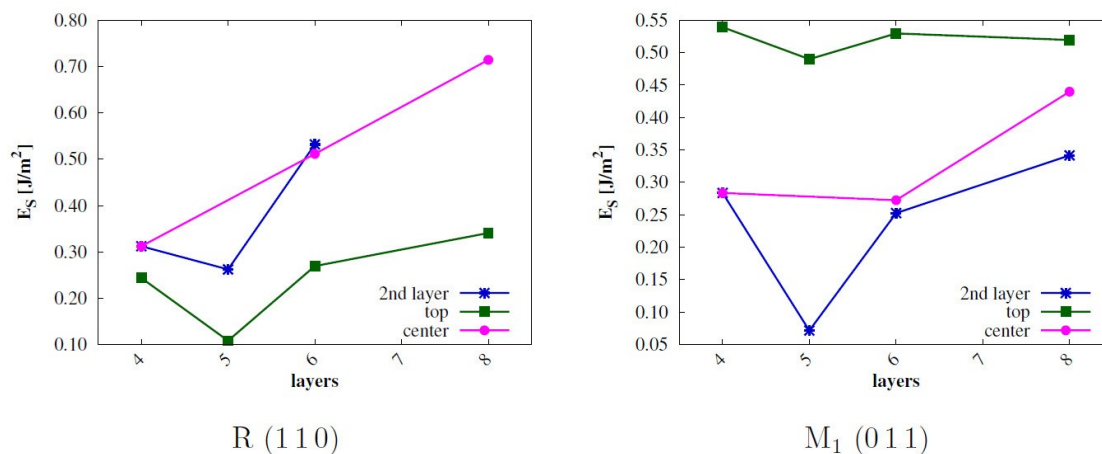 0.80
0.70
0.60
0.50
0.40
0.30
0.20
0.10
E_S [J/m²]
2nd layer
top
center
4 5 6 7 8
layers
R (1 1 0)
0.55
0.50
0.45
0.40
0.35
0.30
0.25
0.20
0.15
0.10
0.05
E_S [J/m²]
2nd layer
top
center
4 5 6 7 8
layers
M₁ (0 1 1)